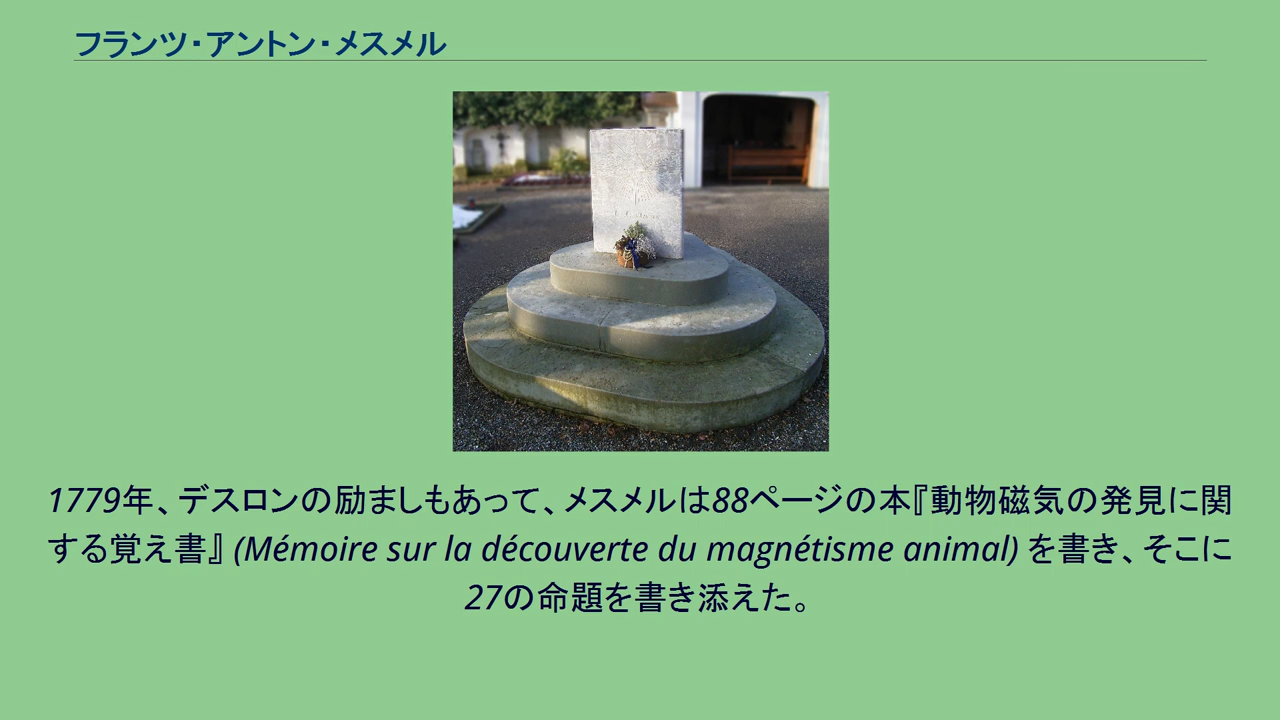 フランツ・アントン・メスメル
1779年、デスロンの励ましもあって、メスメルは88ページの本『動物磁気の発見に関
する覚え書』 (Mémoire sur la découverte du magnétisme animal) を書き、そこに
27の命題を書き添えた。